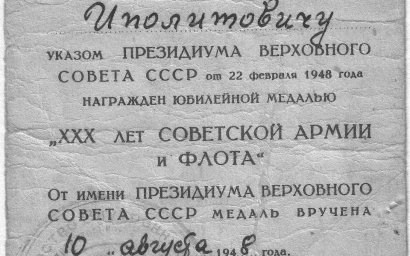 Иполитовичу
УКАЗОМ ПРЕЗИДИУМА ВЕРХОВНОГО
СОВЕТА СССР от 22 февраля 1948 года
НАГРАЖДЕН ЮБИЛЕЙНОЙ МЕДАЛЬЮ
„XXX ЛЕТ СОВЕТСКОЙ АРМИИ
И ФЛОТА“
От имени ПРЕЗИДИУМА ВЕРХОВНОГО
СОВЕТА СССР МЕДАЛЬ ВРУЧЕНА
10 „ августа 1948 года.